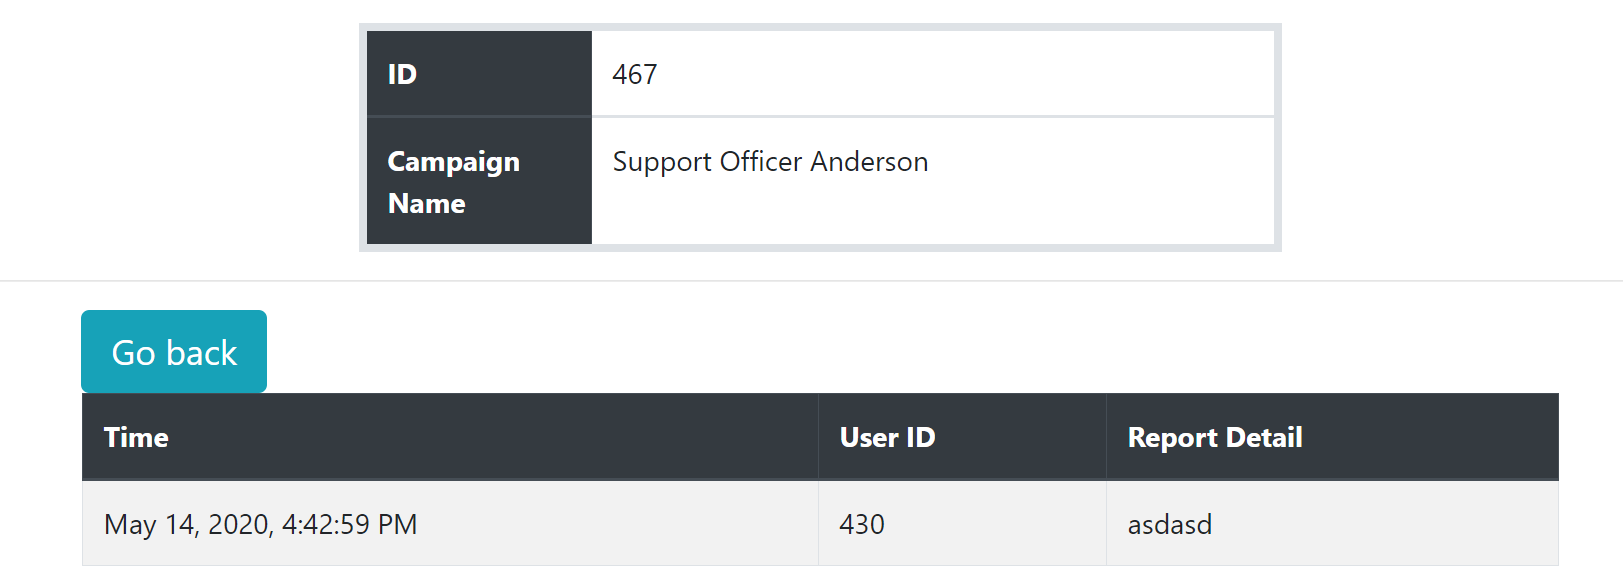 ID 467
Campaign Name Support Officer Anderson
Go back
Time User ID Report Detail
May 14, 2020, 4:42:59 PM 430 asdasd